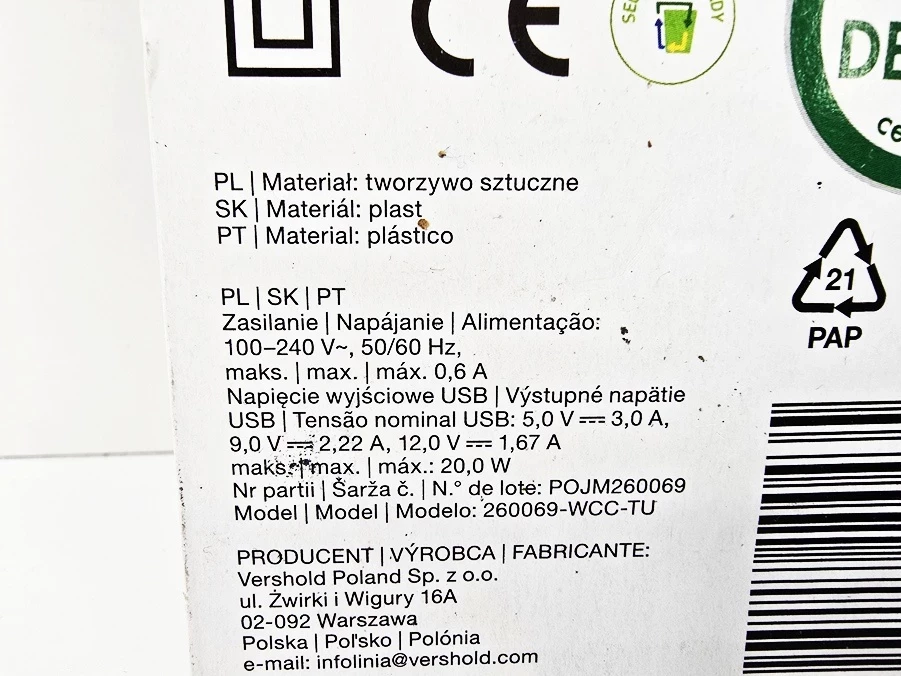 CE
DE
ce
PL | Materiał: tworzywo sztuczne
SK | Materiál: plast
PT | Material: plástico
21
PAP
PL | SK | PT
Zasilanie | Napájanie | Alimentação:
100–240 V~, 50/60 Hz,
maks. | max. | máx. 0,6 A
Napięcie wyjściowe USB | Výstupné napätie
USB | Tensão nominal USB: 5,0 V ⎓ 3,0 A,
9,0 V ⎓ 2,22 A, 12,0 V ⎓ 1,67 A
maks. | max. | máx.: 20,0 W
Nr partii | Šarža č. | N.° de lote: POJM260069
Model | Model | Modelo: 260069-WCC-TU
PRODUCENT | VÝROBCA | FABRICANTE:
Vershold Poland Sp. z o.o.
ul. Żwirki i Wigury 16A
02-092 Warszawa
Polska | Poľsko | Polónia
e-mail: infolinia@vershold.com